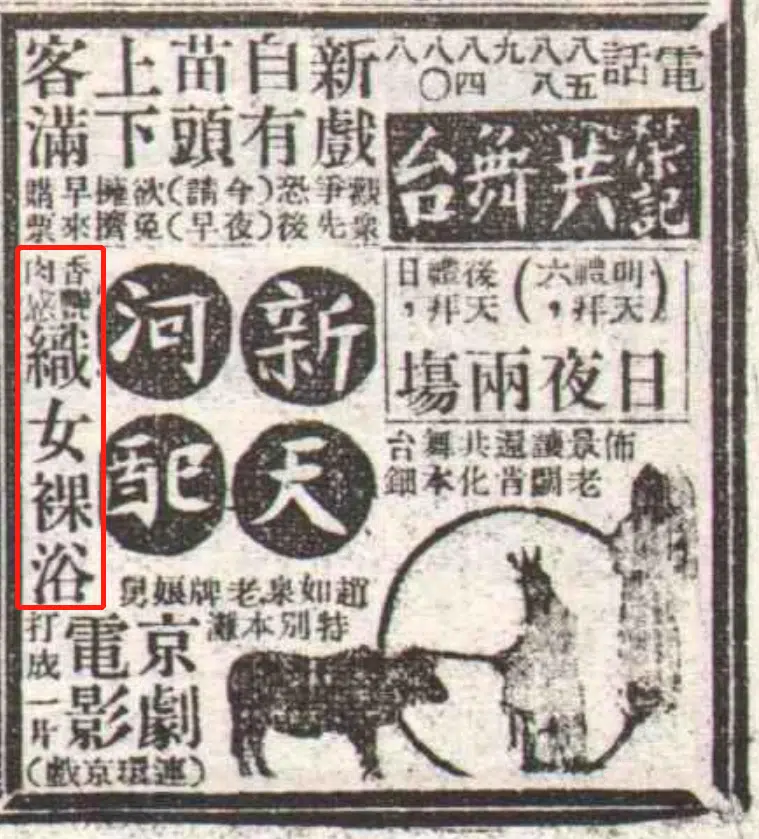 電話
八八九八八八
五八四〇
榮記共舞台
(明天禮拜六，後天禮拜日，)
日夜兩場
佈景讓還共舞台
老闆肯化本鈿
新戲自有苗頭上下客滿
觀衆爭先恐後(今夜請早)欲免擁擠早來購票
新天河配
香艷肉感
織女裸浴
趙如泉老牌娘舅
特別本灘
京劇電影
打成一片
(連環京戲)